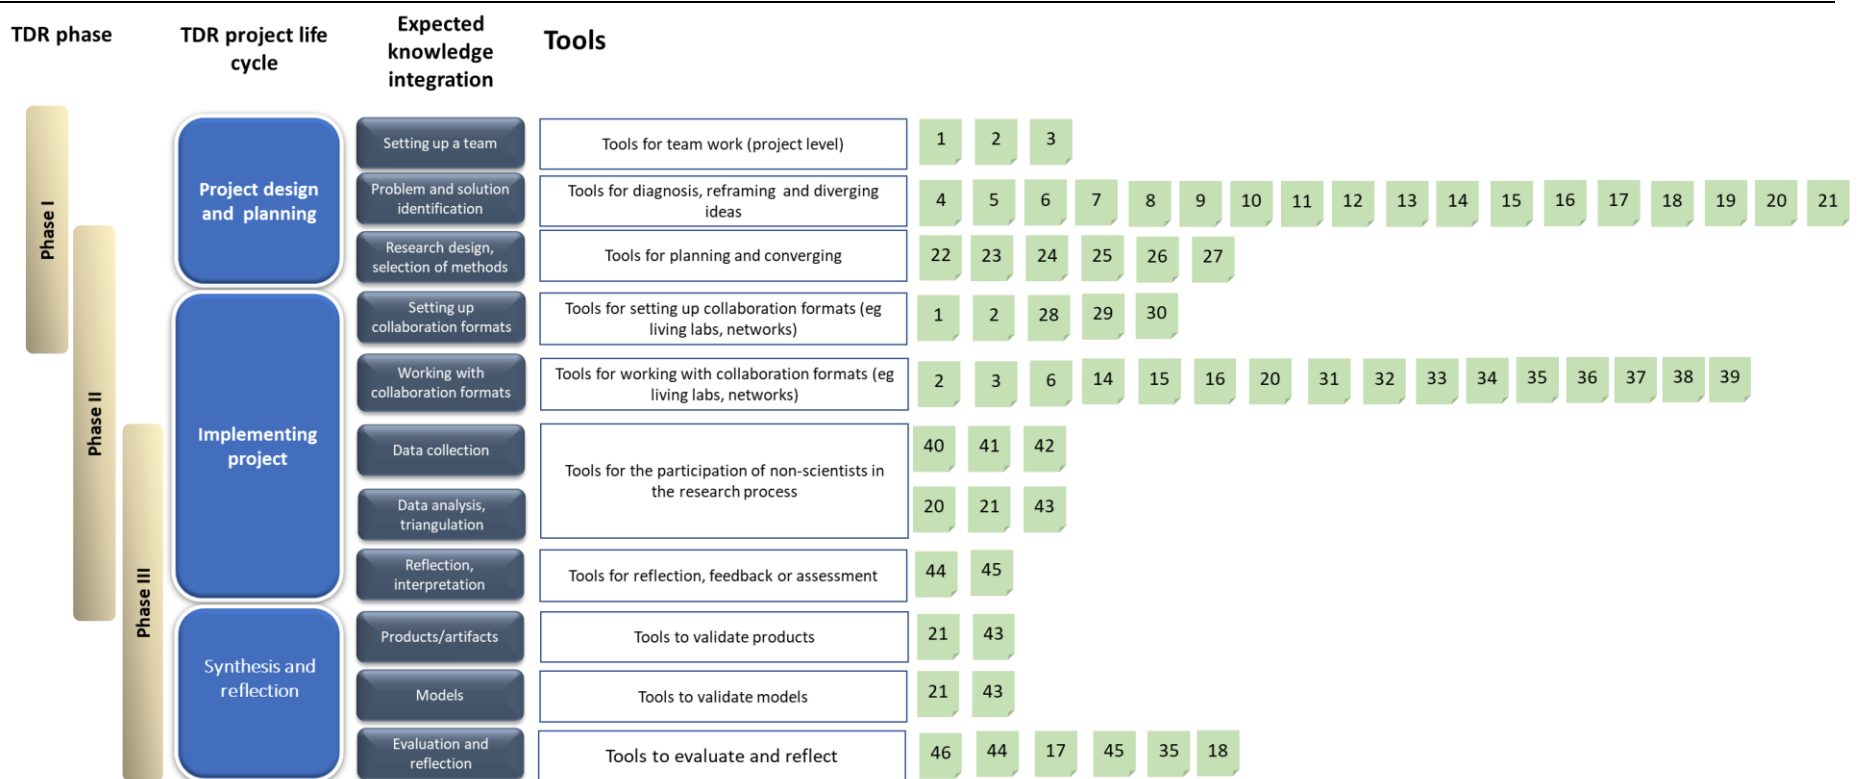 TDR phase
TDR project life
cycle
Expected
knowledge
integration
Tools
Phase I
Phase II
Phase III
Project design
and planning
Setting up a team
Tools for team work (project level)
1 2 3
Problem and solution
identification
Tools for diagnosis, reframing and diverging
ideas
4 5 6 7 8 9 10 11 12 13 14 15 16 17 18 19 20 21
Research design,
selection of methods
Tools for planning and converging
22 23 24 25 26 27
Implementing
project
Setting up
collaboration formats
Tools for setting up collaboration formats (eg
living labs, networks)
1 2 28 29 30
Working with
collaboration formats
Tools for working with collaboration formats (eg
living labs, networks)
2 3 6 14 15 16 20 31 32 33 34 35 36 37 38 39
Data collection
Tools for the participation of non-scientists in
the research process
40 41 42
Data analysis,
triangulation
20 21 43
Reflection,
interpretation
Tools for reflection, feedback or assessment
44 45
Synthesis and
reflection
Products/artifacts
Tools to validate products
21 43
Models
Tools to validate models
21 43
Evaluation and
reflection
Tools to evaluate and reflect
46 44 17 45 35 18